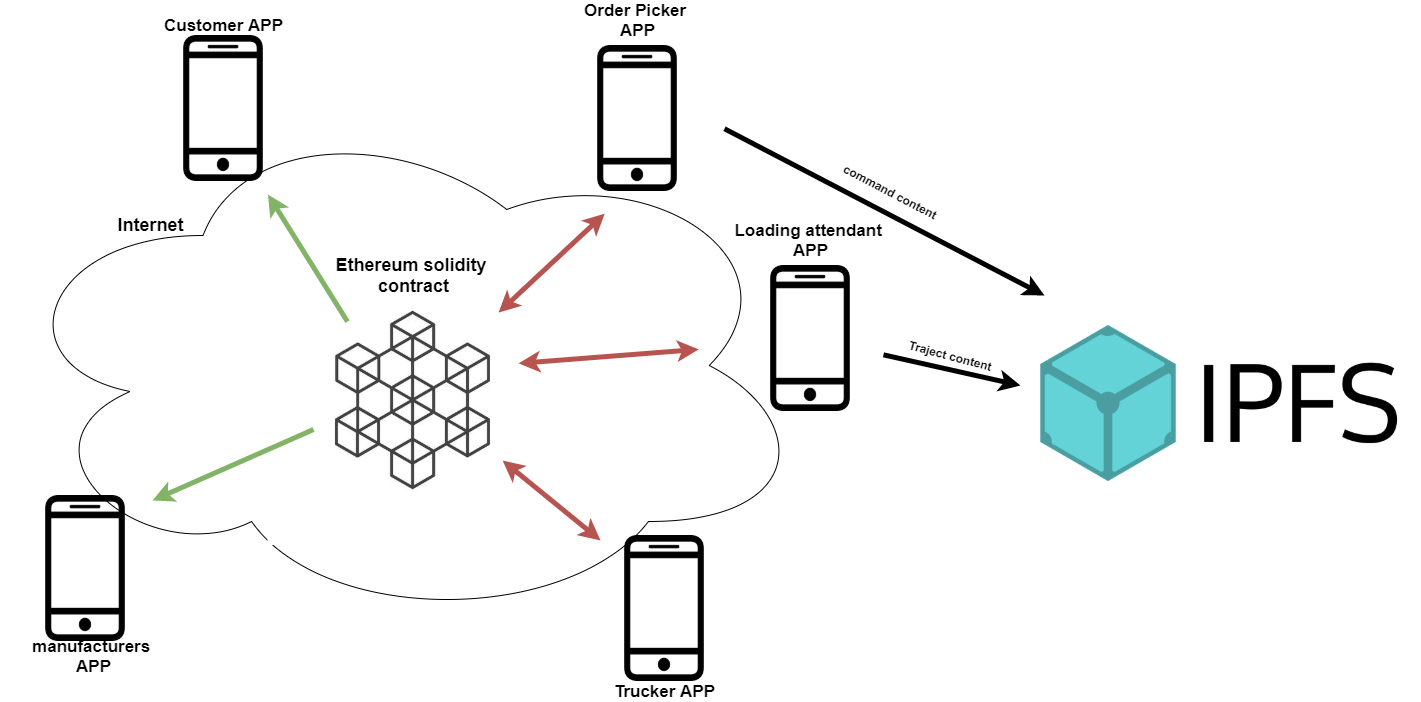 Customer APP
Order Picker
APP
command content
Internet
Loading attendant
APP
Ethereum solidity
contract
Traject content
IPFS
manufacturers
APP
Trucker APP